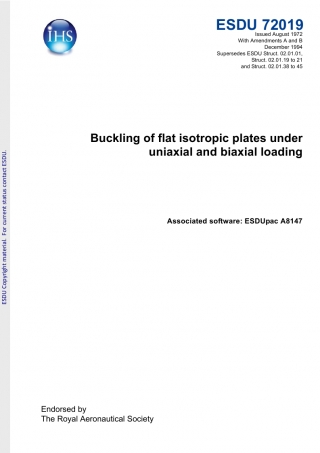 IHS
ESDU 72019
Issued August 1972
With Amendments A and B
December 1994
Supersedes ESDU Struct. 02.01.01,
Struct. 02.01.19 to 21
and Struct. 02.01.38 to 45
Buckling of flat isotropic plates under
uniaxial and biaxial loading
Associated software: ESDUpac A8147
ESDU Copyright material. For current status contact ESDU.
Endorsed by
The Royal Aeronautical Society